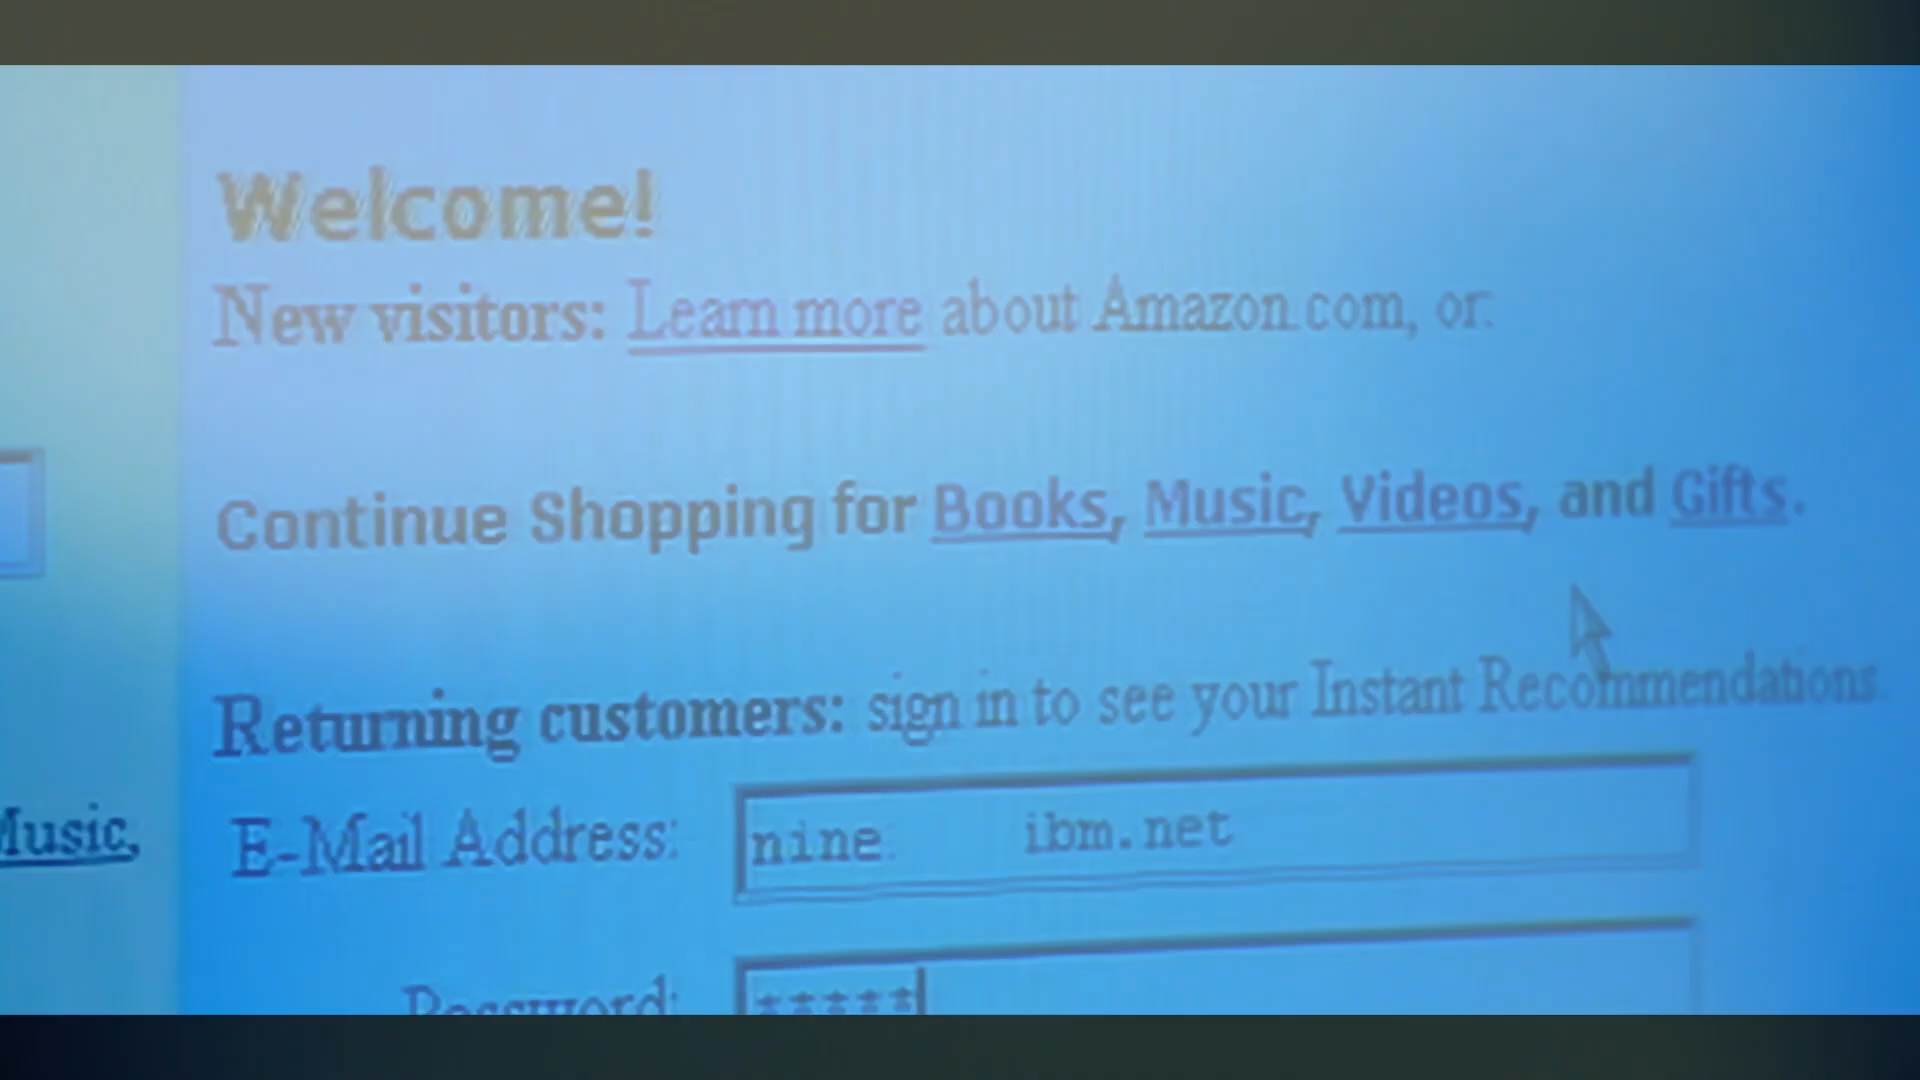 Welcome!
New visitors: Learn more about Amazon.com, or:
Continue Shopping for Books, Music, Videos, and Gifts.
Returning customers: sign in to see your Instant Recommendations.
Music,
E-Mail Address: nine ibm.net
Password: *****